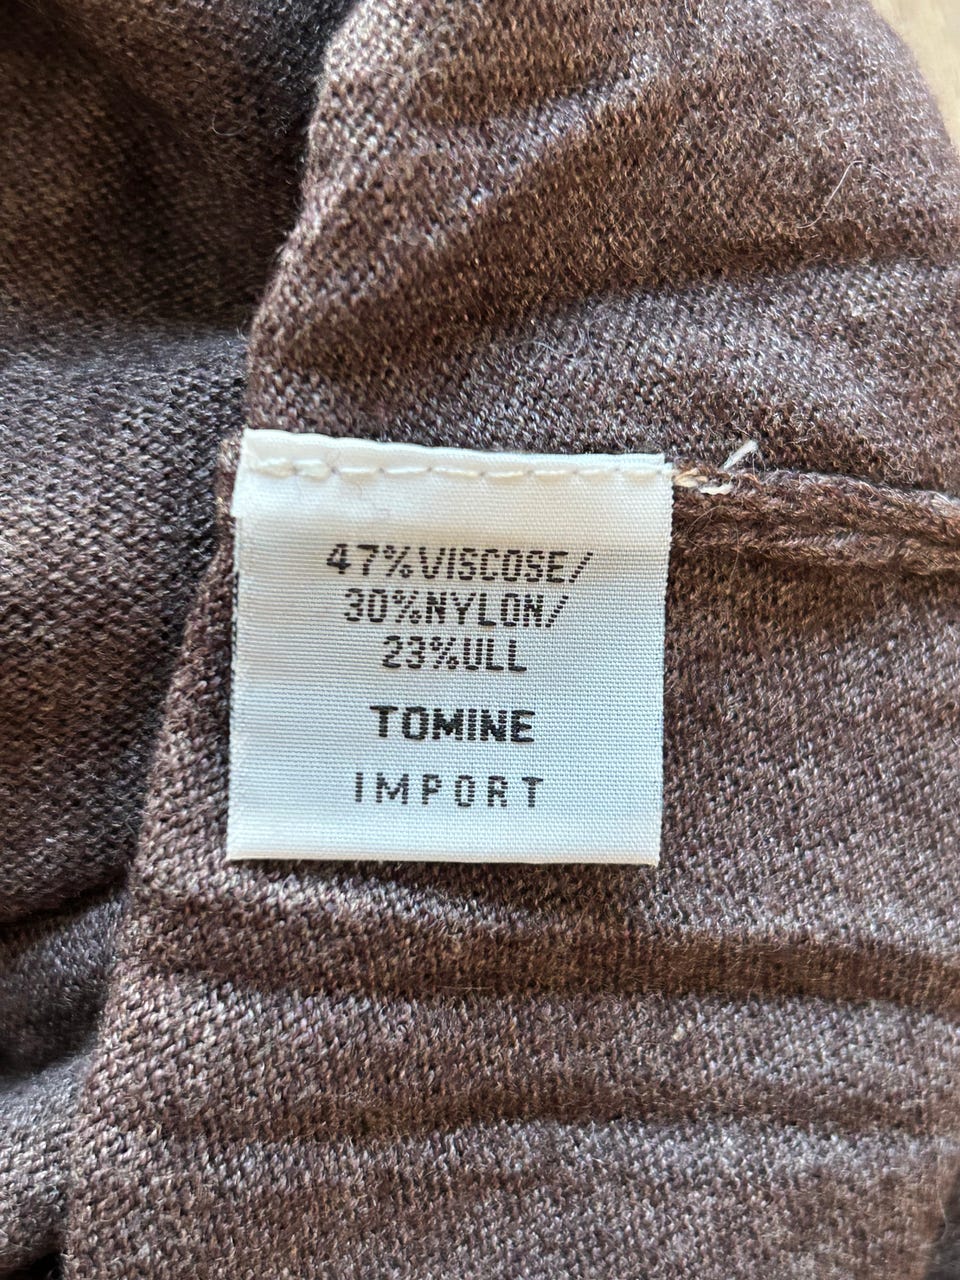 47%VISCOSE/
30%NYLON/
23%ULL
TOMINE
IMPORT